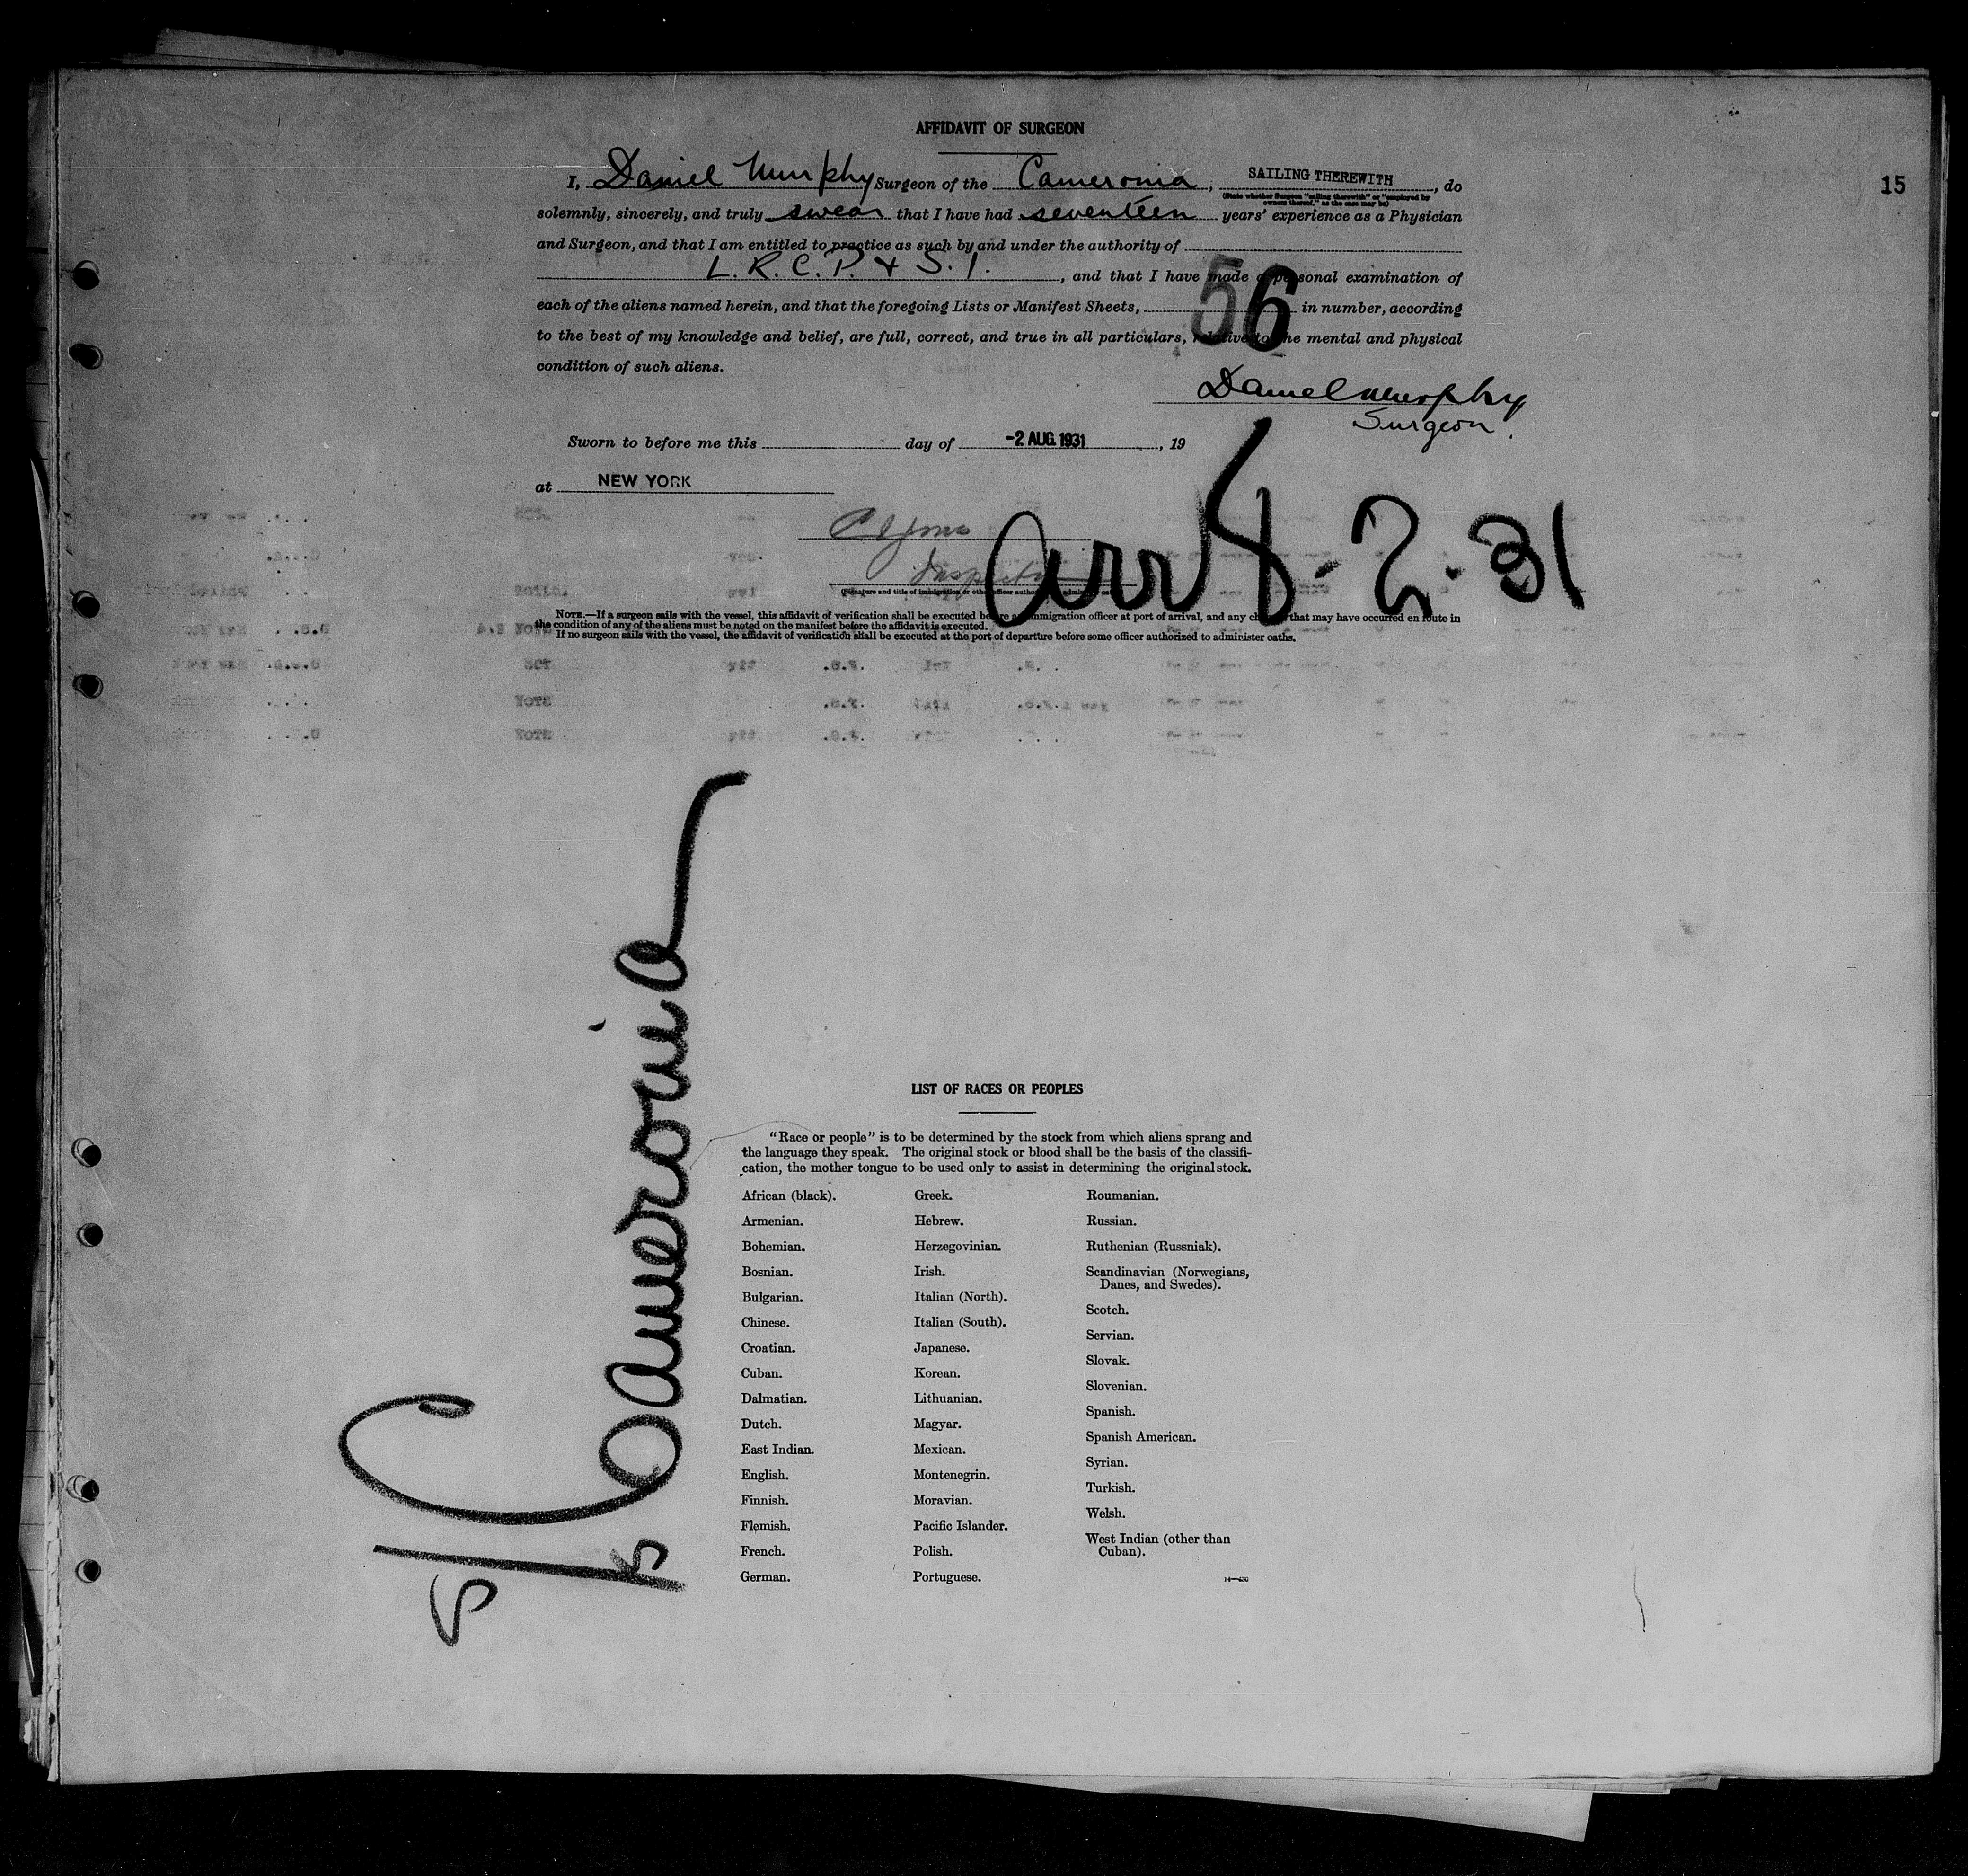 AFFIDAVIT OF SURGEON
15
I, Daniel Murphy Surgeon of the Cameronia, SAILING THEREWITH, do
(State whether Surgeon "sailing therewith" or "employed by
owners thereof," as the case may be)
solemnly, sincerely, and truly swear that I have had seventeen years' experience as a Physician
and Surgeon, and that I am entitled to practice as such by and under the authority of
L. R. C. P. & S. I., and that I have made a personal examination of
each of the aliens named herein, and that the foregoing Lists or Manifest Sheets, 56 in number, according
to the best of my knowledge and belief, are full, correct, and true in all particulars, relative to the mental and physical
condition of such aliens.
Daniel Murphy
Surgeon.
Sworn to before me this day of -2 AUG. 1931, 19
at NEW YORK
Inspector
arr 8-2-31
(Signature and title of immigration or other officer authorized to administer oaths)
NOTE.—If a surgeon sails with the vessel, this affidavit of verification shall be executed before an immigration officer at port of arrival, and any changes that may have occurred en route in
the condition of any of the aliens must be noted on the manifest before the affidavit is executed.
If no surgeon sails with the vessel, the affidavit of verification shall be executed at the port of departure before some officer authorized to administer oaths.
S/S Cameronia
LIST OF RACES OR PEOPLES
"Race or people" is to be determined by the stock from which aliens sprang and
the language they speak. The original stock or blood shall be the basis of the classifi-
cation, the mother tongue to be used only to assist in determining the original stock.
African (black).
Armenian.
Bohemian.
Bosnian.
Bulgarian.
Chinese.
Croatian.
Cuban.
Dalmatian.
Dutch.
East Indian.
English.
Finnish.
Flemish.
French.
German.
Greek.
Hebrew.
Herzegovinian.
Irish.
Italian (North).
Italian (South).
Japanese.
Korean.
Lithuanian.
Magyar.
Mexican.
Montenegrin.
Moravian.
Pacific Islander.
Polish.
Portuguese.
Roumanian.
Russian.
Ruthenian (Russniak).
Scandinavian (Norwegians,
Danes, and Swedes).
Scotch.
Servian.
Slovak.
Slovenian.
Spanish.
Spanish American.
Syrian.
Turkish.
Welsh.
West Indian (other than
Cuban).